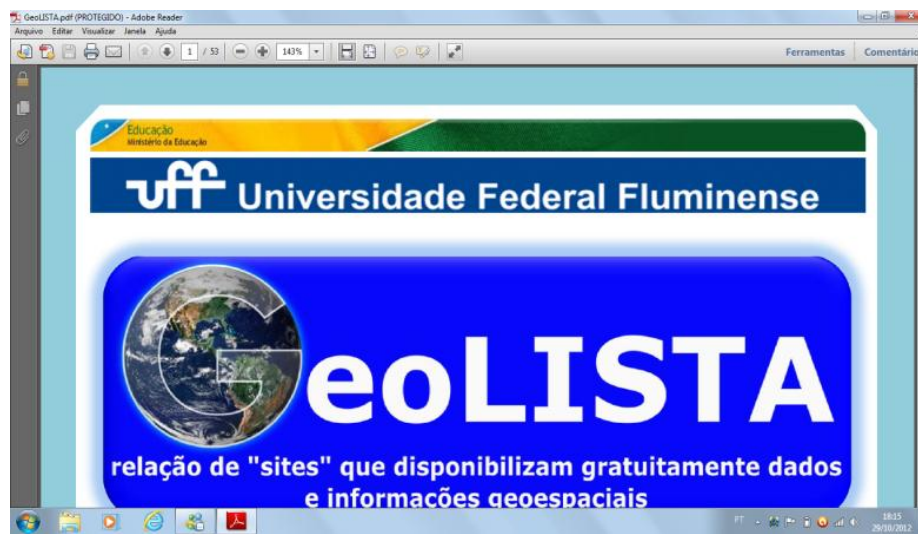 GeoLISTA.pdf (PROTEGIDO) - Adobe Reader
Arquivo Editar Visualizar Janela Ajuda
1 / 53 143% Ferramentas Comentário
Educação
Ministério da Educação
uff Universidade Federal Fluminense
GeoLISTA
relação de "sites" que disponibilizam gratuitamente dados
e informações geoespaciais
PT 18:15
29/10/2012